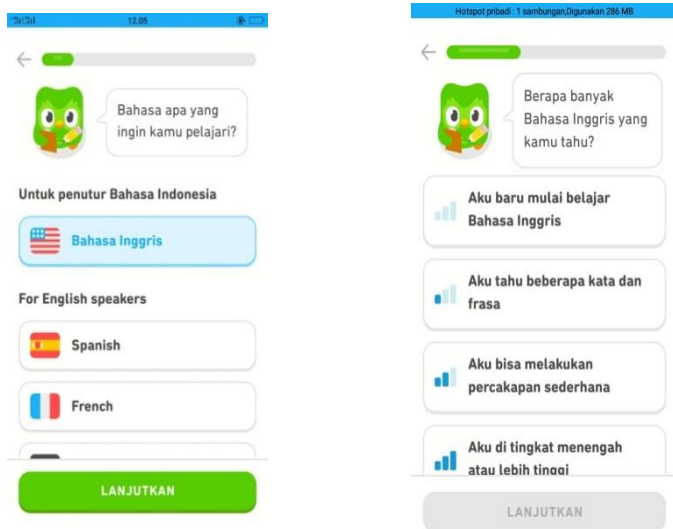 12.05
Bahasa apa yang
ingin kamu pelajari?
Untuk penutur Bahasa Indonesia
Bahasa Inggris
For English speakers
Spanish
French
LANJUTKAN
Hotspot pribadi : 1 sambungan,Digunakan 286 MB
Berapa banyak
Bahasa Inggris yang
kamu tahu?
Aku baru mulai belajar
Bahasa Inggris
Aku tahu beberapa kata dan
frasa
Aku bisa melakukan
percakapan sederhana
Aku di tingkat menengah
atau lebih tinggi
LANJUTKAN